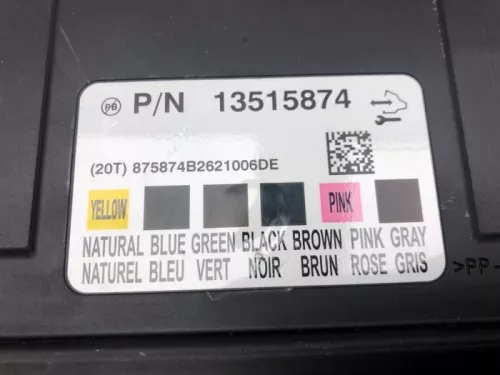 P/N 13515874
(20T) 875874B2621006DE
YELLOW PINK
NATURAL BLUE GREEN BLACK BROWN PINK GRAY
NATUREL BLEU VERT NOIR BRUN ROSE GRIS
>PP-